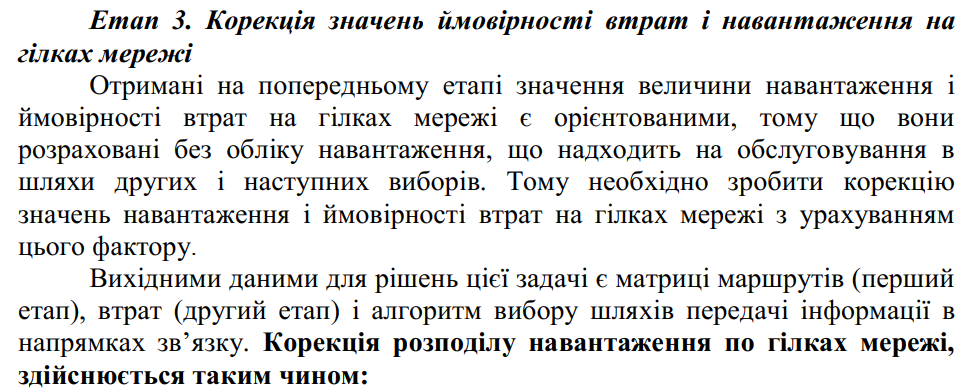 Етап 3. Корекція значень ймовірності втрат і навантаження на
гілках мережі
Отримані на попередньому етапі значення величини навантаження і
ймовірності втрат на гілках мережі є орієнтованими, тому що вони
розраховані без обліку навантаження, що надходить на обслуговування в
шляхи других і наступних виборів. Тому необхідно зробити корекцію
значень навантаження і ймовірності втрат на гілках мережі з урахуванням
цього фактору.
Вихідними даними для рішень цієї задачі є матриці маршрутів (перший
етап), втрат (другий етап) і алгоритм вибору шляхів передачі інформації в
напрямках зв’язку. Корекція розподілу навантаження по гілках мережі,
здійснюється таким чином: